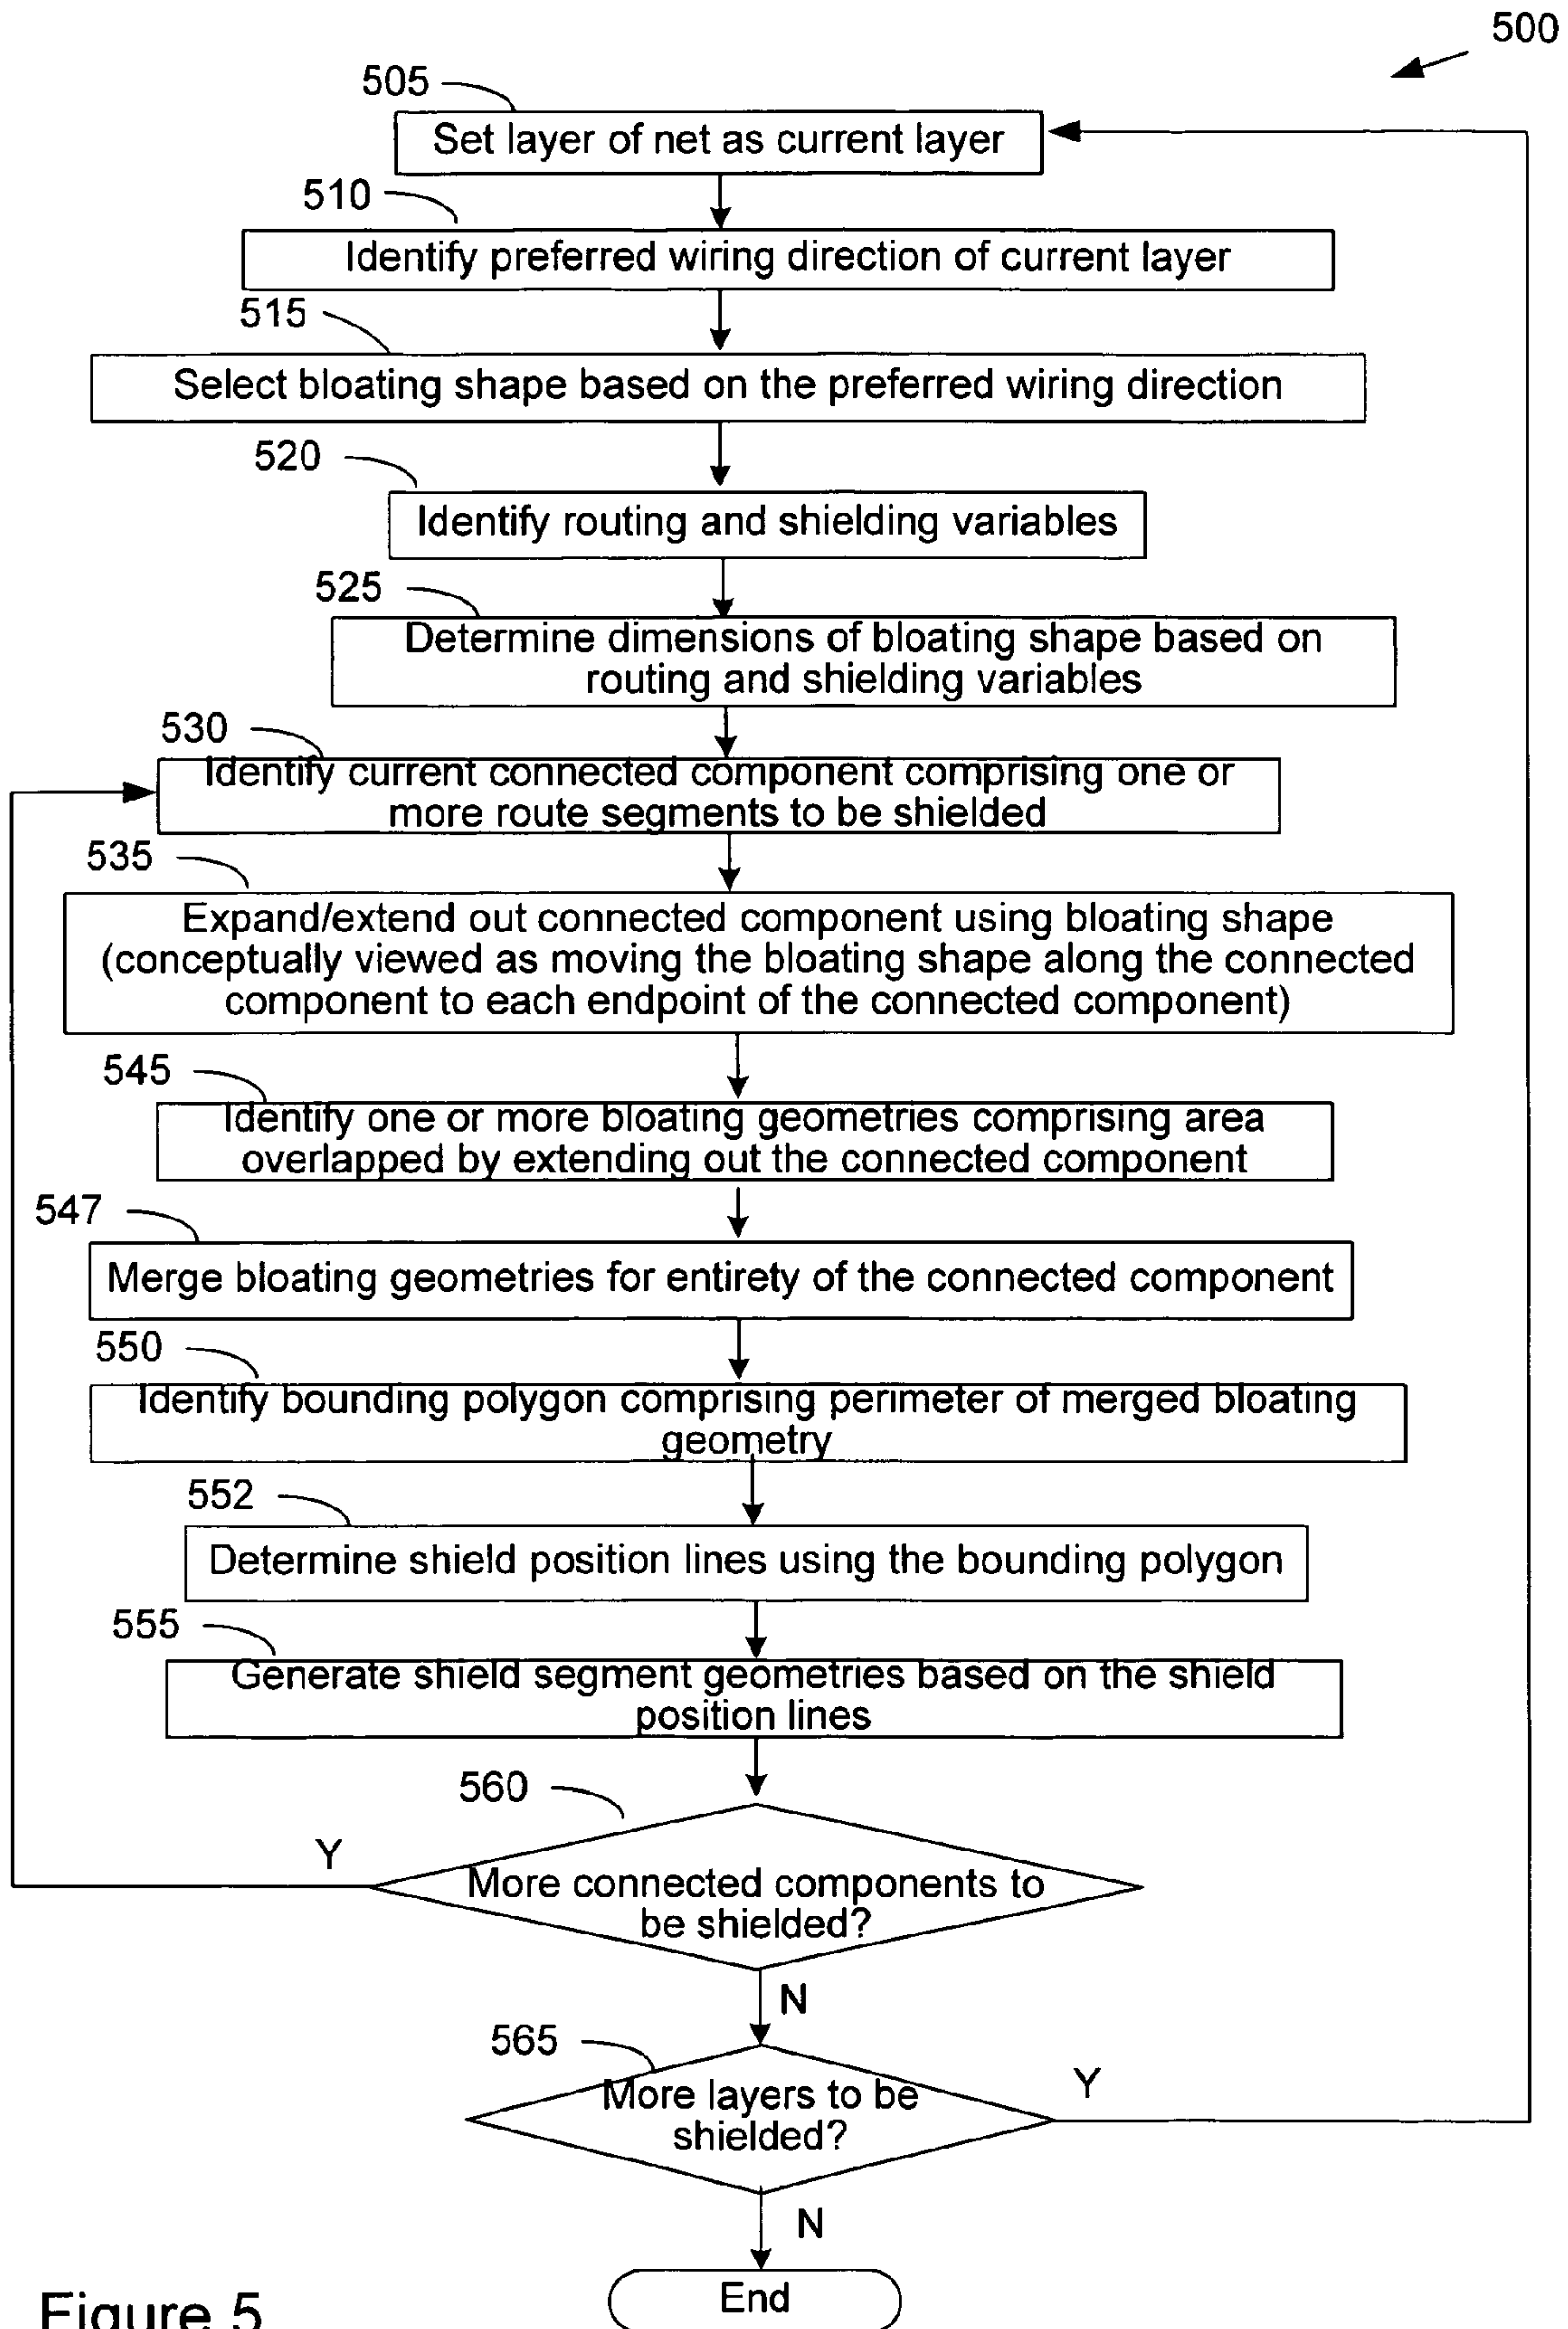 500
505
Set layer of net as current layer
510
Identify preferred wiring direction of current layer
515
Select bloating shape based on the preferred wiring direction
520
Identify routing and shielding variables
525
Determine dimensions of bloating shape based on
routing and shielding variables
530
Identify current connected component comprising one or
more route segments to be shielded
535
Expand/extend out connected component using bloating shape
(conceptually viewed as moving the bloating shape along the connected
component to each endpoint of the connected component)
545
Identify one or more bloating geometries comprising area
overlapped by extending out the connected component
547
Merge bloating geometries for entirety of the connected component
550
Identify bounding polygon comprising perimeter of merged bloating
geometry
552
Determine shield position lines using the bounding polygon
555
Generate shield segment geometries based on the shield
position lines
560
Y
More connected components to
be shielded?
N
565
More layers to be
shielded?
Y
N
End
Figure 5